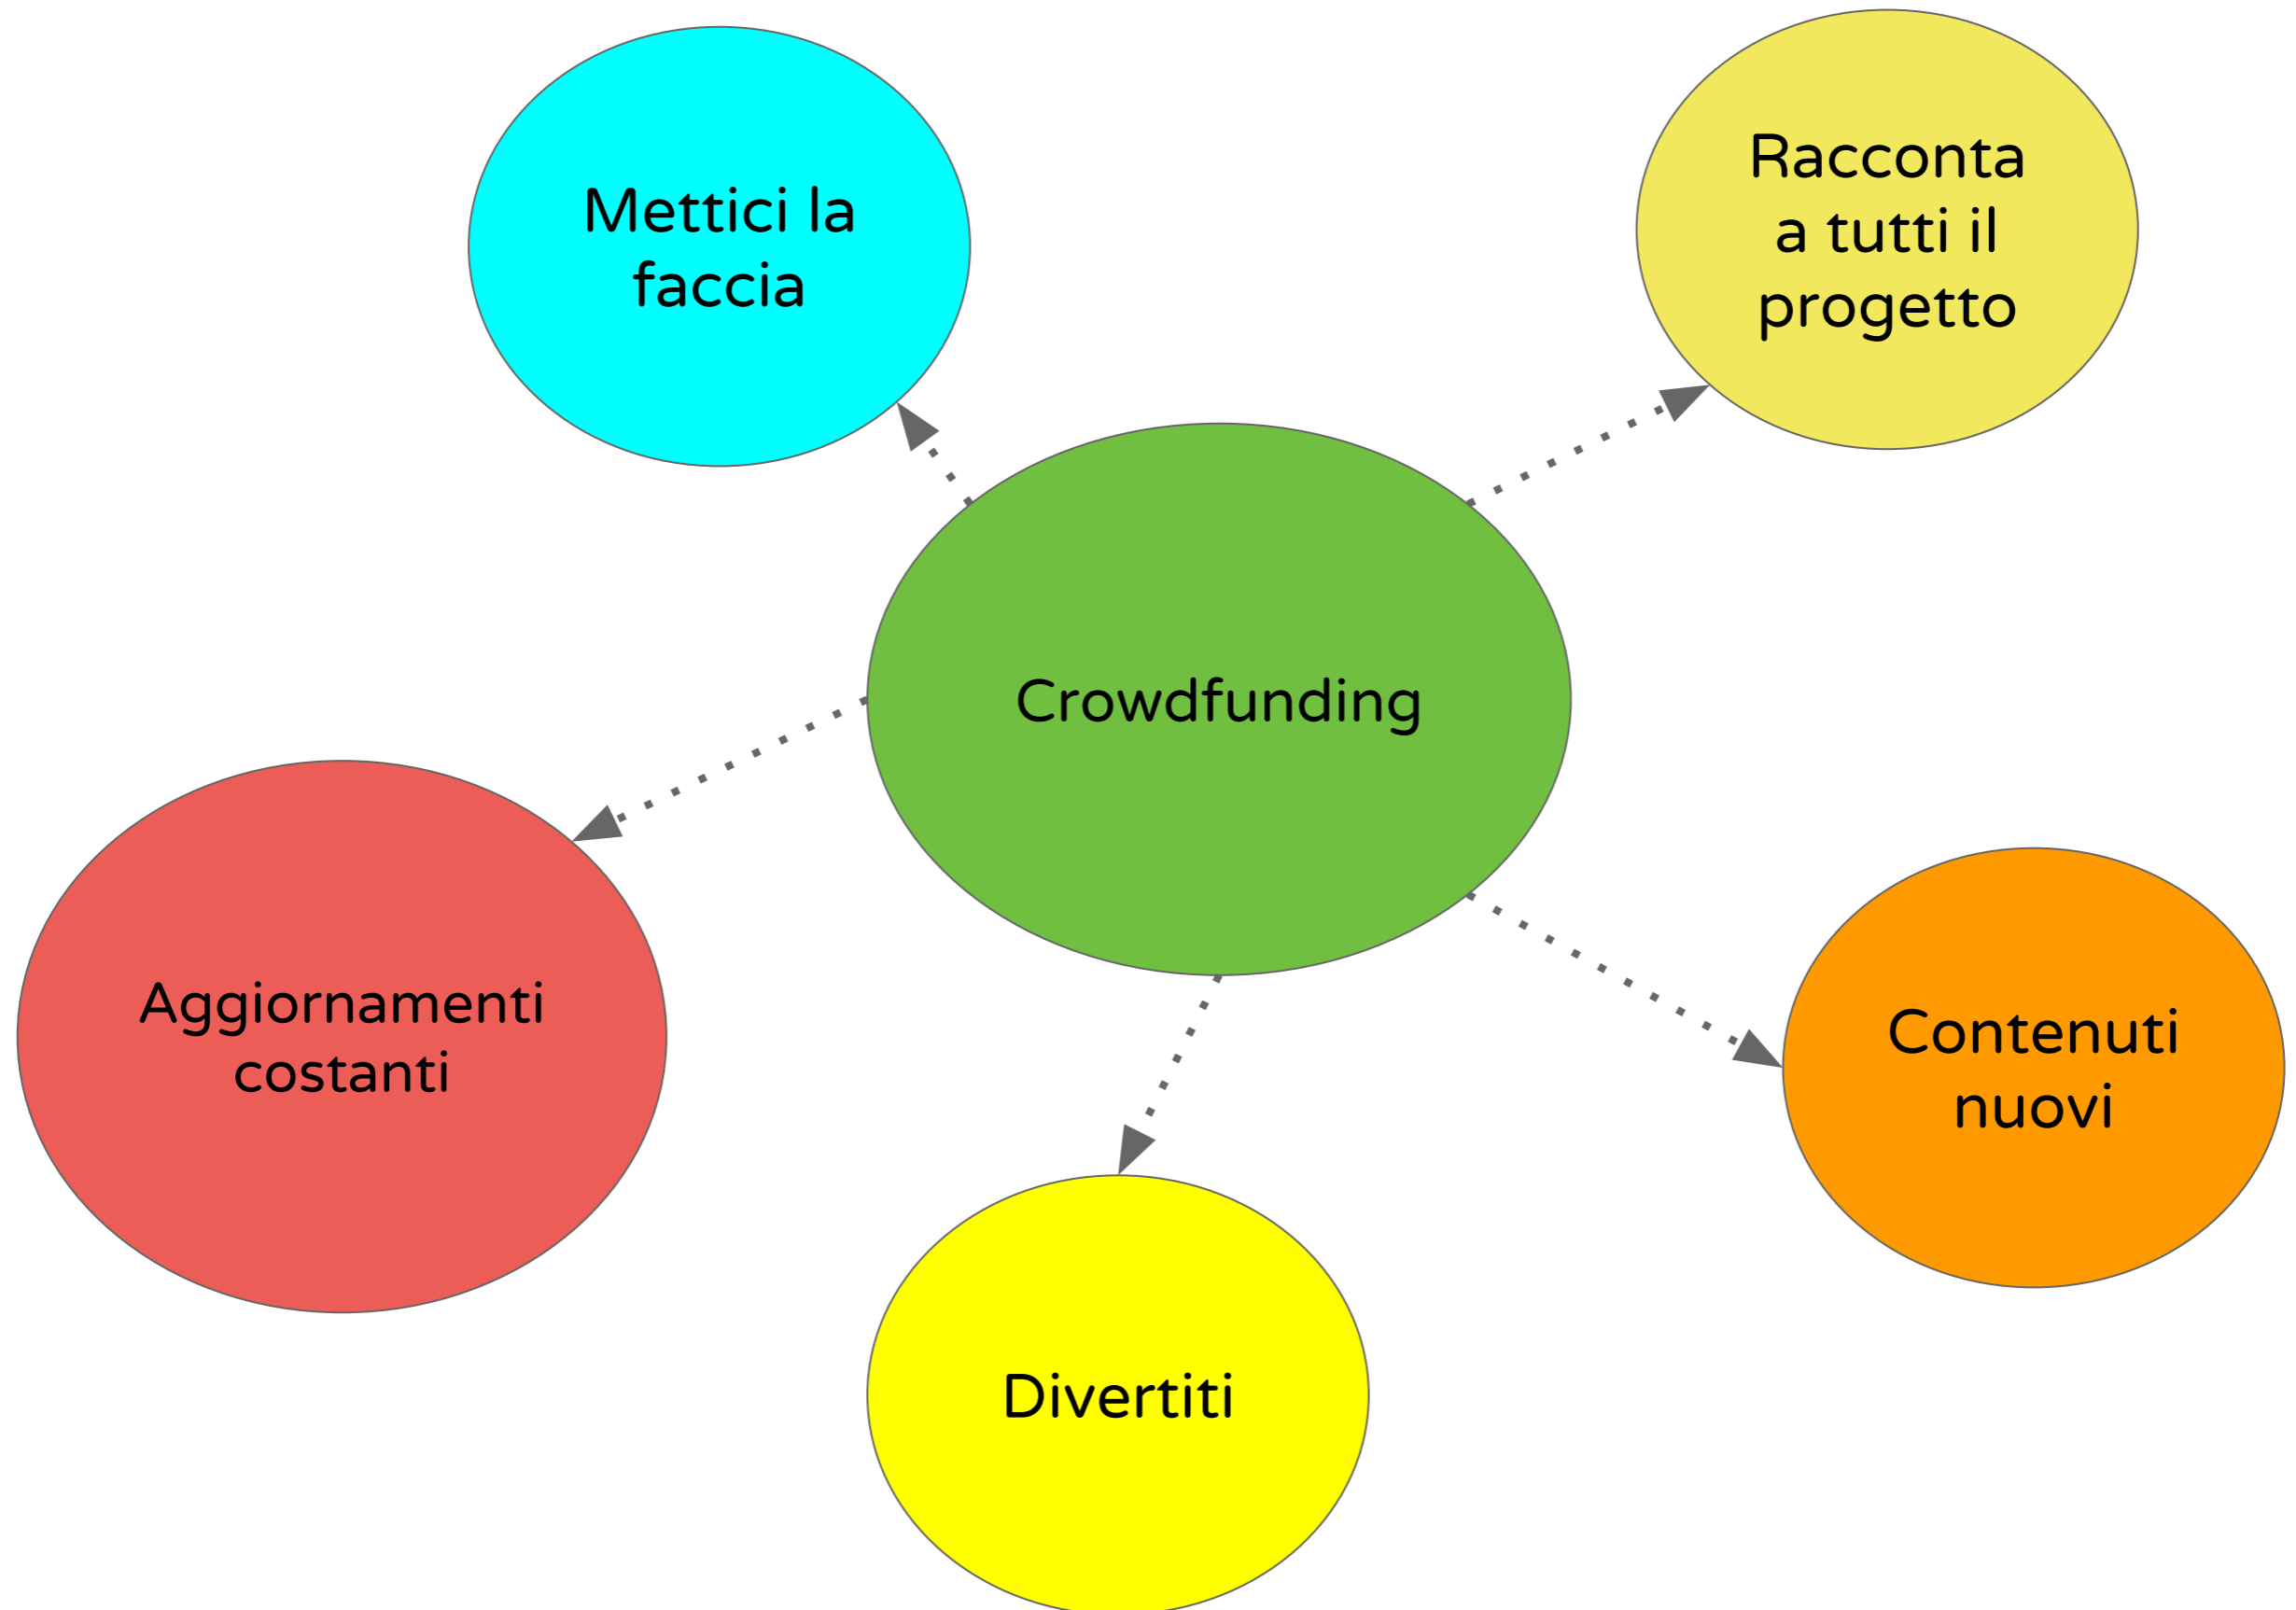 Mettici la
faccia
Racconta
a tutti il
progetto
Crowdfunding
Aggiornamenti
costanti
Contenuti
nuovi
Divertiti